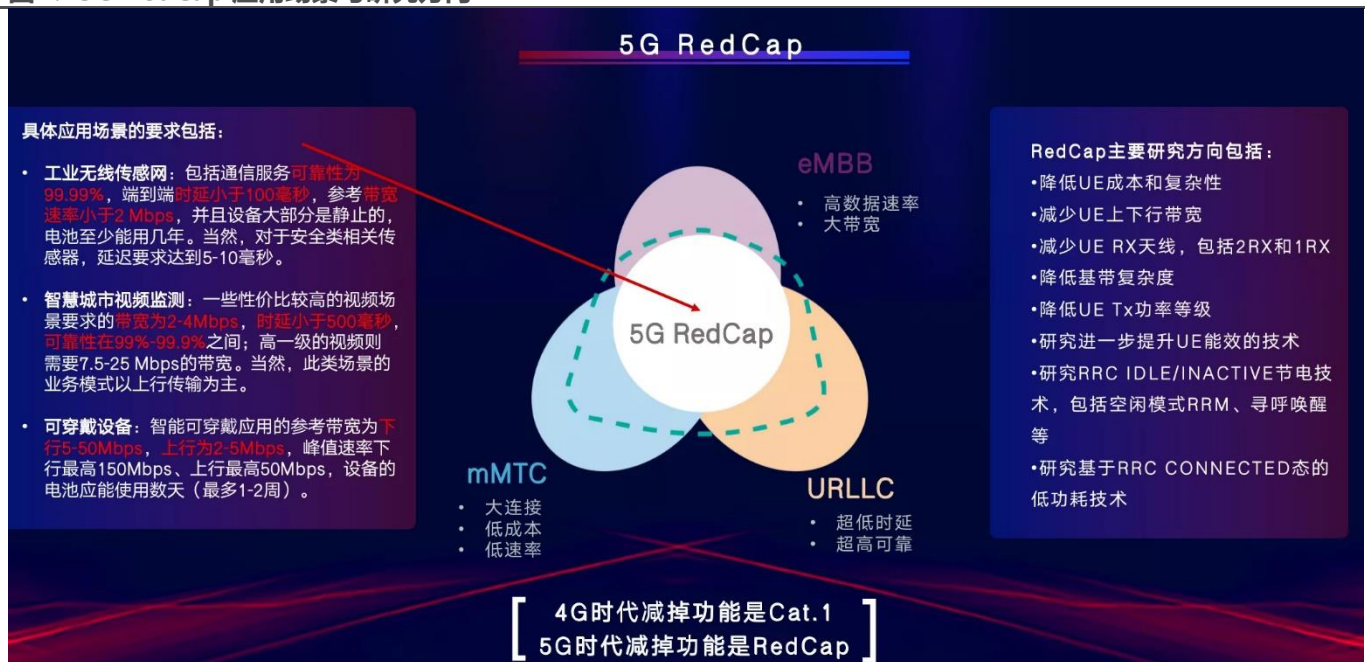 5G RedCap
具体应用场景的要求包括：
• 工业无线传感网：包括通信服务可靠性为
99.99%，端到端时延小于100毫秒，参考带宽
速率小于2 Mbps，并且设备大部分是静止的，
电池至少能用几年。当然，对于安全类相关传
感器，延迟要求达到5-10毫秒。
• 智慧城市视频监测：一些性价比较高的视频场
景要求的带宽为2-4Mbps，时延小于500毫秒，
可靠性在99%-99.9%之间；高一级的视频则
需要7.5-25 Mbps的带宽。当然，此类场景的
业务模式以上行传输为主。
• 可穿戴设备：智能可穿戴应用的参考带宽为下
行5-50Mbps，上行为2-5Mbps，峰值速率下
行最高150Mbps、上行最高50Mbps，设备的
电池应能使用数天（最多1-2周）。
eMBB
• 高数据速率
• 大带宽
5G RedCap
mMTC
• 大连接
• 低成本
• 低速率
URLLC
• 超低时延
• 超高可靠
RedCap主要研究方向包括：
•降低UE成本和复杂性
•减少UE上下行带宽
•减少UE RX天线，包括2RX和1RX
•降低基带复杂度
•降低UE Tx功率等级
•研究进一步提升UE能效的技术
•研究RRC IDLE/INACTIVE节电技
术，包括空闲模式RRM、寻呼唤醒
等
•研究基于RRC CONNECTED态的
低功耗技术
4G时代减掉功能是Cat.1
5G时代减掉功能是RedCap